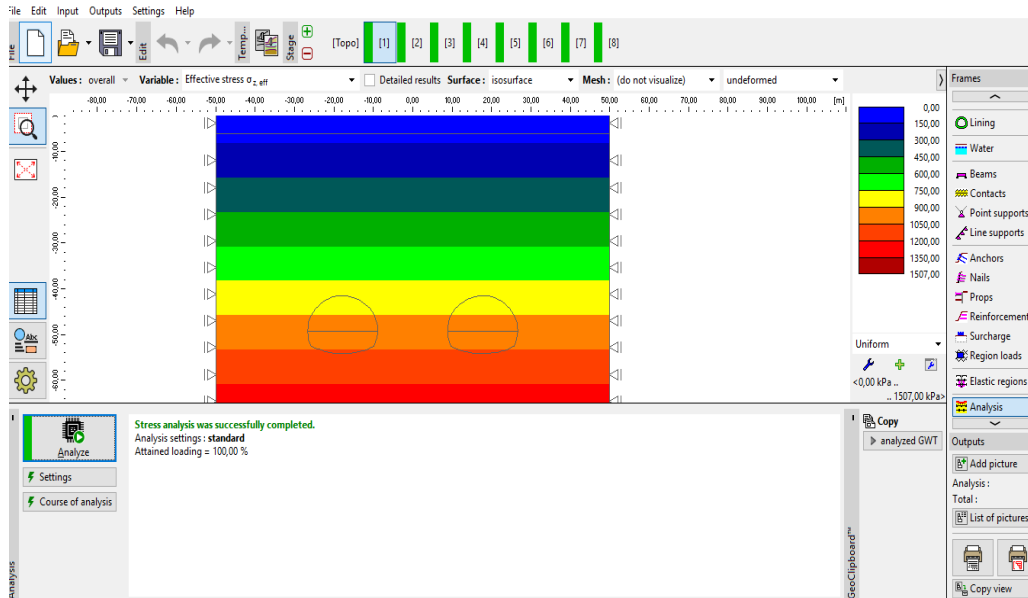 File Edit Input Outputs Settings Help
File
Edit
Temp...
Stage
[Topo] [1] [2] [3] [4] [5] [6] [7] [8]
Values : overall Variable : Effective stress σz, eff Detailed results Surface : isosurface Mesh : (do not visualize) undeformed
-80,00 -70,00 -60,00 -50,00 -40,00 -30,00 -20,00 -10,00 0,00 10,00 20,00 30,00 40,00 50,00 60,00 70,00 80,00 90,00 100,00 [m]
-10,00
-20,00
-30,00
-40,00
-50,00
-60,00
0,00
150,00
300,00
450,00
600,00
750,00
900,00
1050,00
1200,00
1350,00
1507,00
Uniform
<0,00 kPa ..
.. 1507,00 kPa>
Frames
Lining
Water
Beams
Contacts
Point supports
Line supports
Anchors
Nails
Props
Reinforcement
Surcharge
Region loads
Elastic regions
Analysis
Outputs
Add picture
Analysis :
Total :
List of pictures
Copy view
Abc
Analyze
Settings
Course of analysis
Analysis
Stress analysis was successfully completed.
Analysis settings : standard
Attained loading = 100,00 %
Copy
analyzed GWT
GeoClipboard™